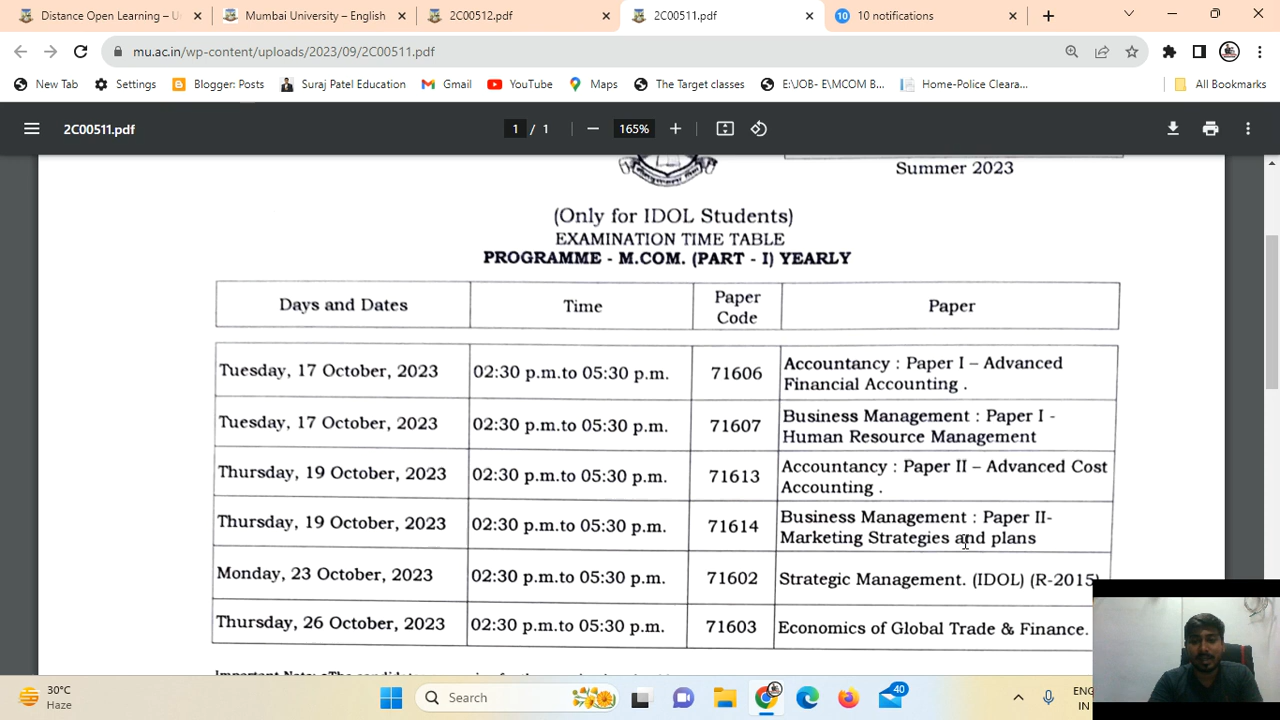 Distance Open Learning – U
Mumbai University – English
2C00512.pdf
2C00511.pdf
10
10 notifications
mu.ac.in/wp-content/uploads/2023/09/2C00511.pdf
New Tab
Settings
Blogger: Posts
Suraj Patel Education
Gmail
YouTube
Maps
The Target classes
E:\JOB- E\MCOM B...
Home-Police Cleara...
All Bookmarks
2C00511.pdf
1 / 1
165%
Summer 2023
(Only for IDOL Students)
EXAMINATION TIME TABLE
PROGRAMME - M.COM. (PART - I) YEARLY
Days and Dates Time Paper Code Paper
Tuesday, 17 October, 2023 02:30 p.m.to 05:30 p.m. 71606 Accountancy : Paper I – Advanced
Financial Accounting .
Tuesday, 17 October, 2023 02:30 p.m.to 05:30 p.m. 71607 Business Management : Paper I -
Human Resource Management
Thursday, 19 October, 2023 02:30 p.m.to 05:30 p.m. 71613 Accountancy : Paper II – Advanced Cost
Accounting .
Thursday, 19 October, 2023 02:30 p.m.to 05:30 p.m. 71614 Business Management : Paper II-
Marketing Strategies and plans
Monday, 23 October, 2023 02:30 p.m.to 05:30 p.m. 71602 Strategic Management. (IDOL) (R-2015)
Thursday, 26 October, 2023 02:30 p.m.to 05:30 p.m. 71603 Economics of Global Trade & Finance.
30°C
Haze
Search
40
ENG
IN